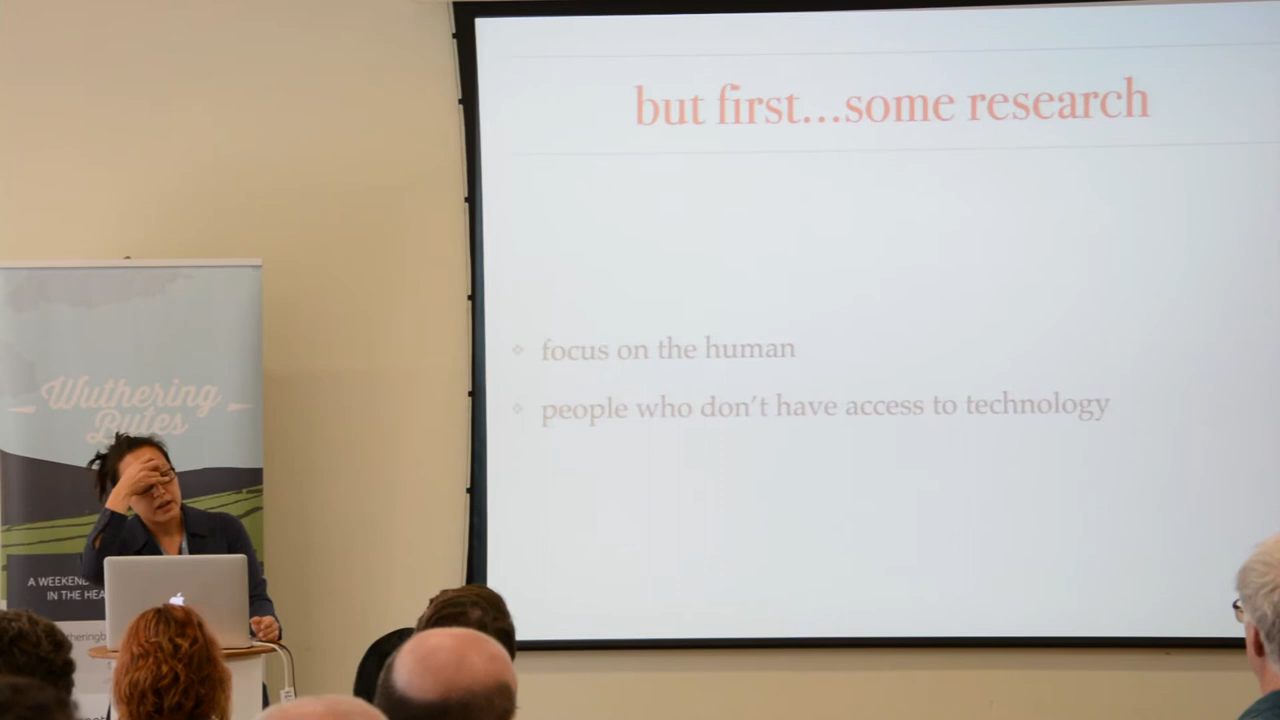 but first...some research
focus on the human
people who don't have access to technology
Wuthering
Bytes
A WEEKEND
IN THE HEA
theringb